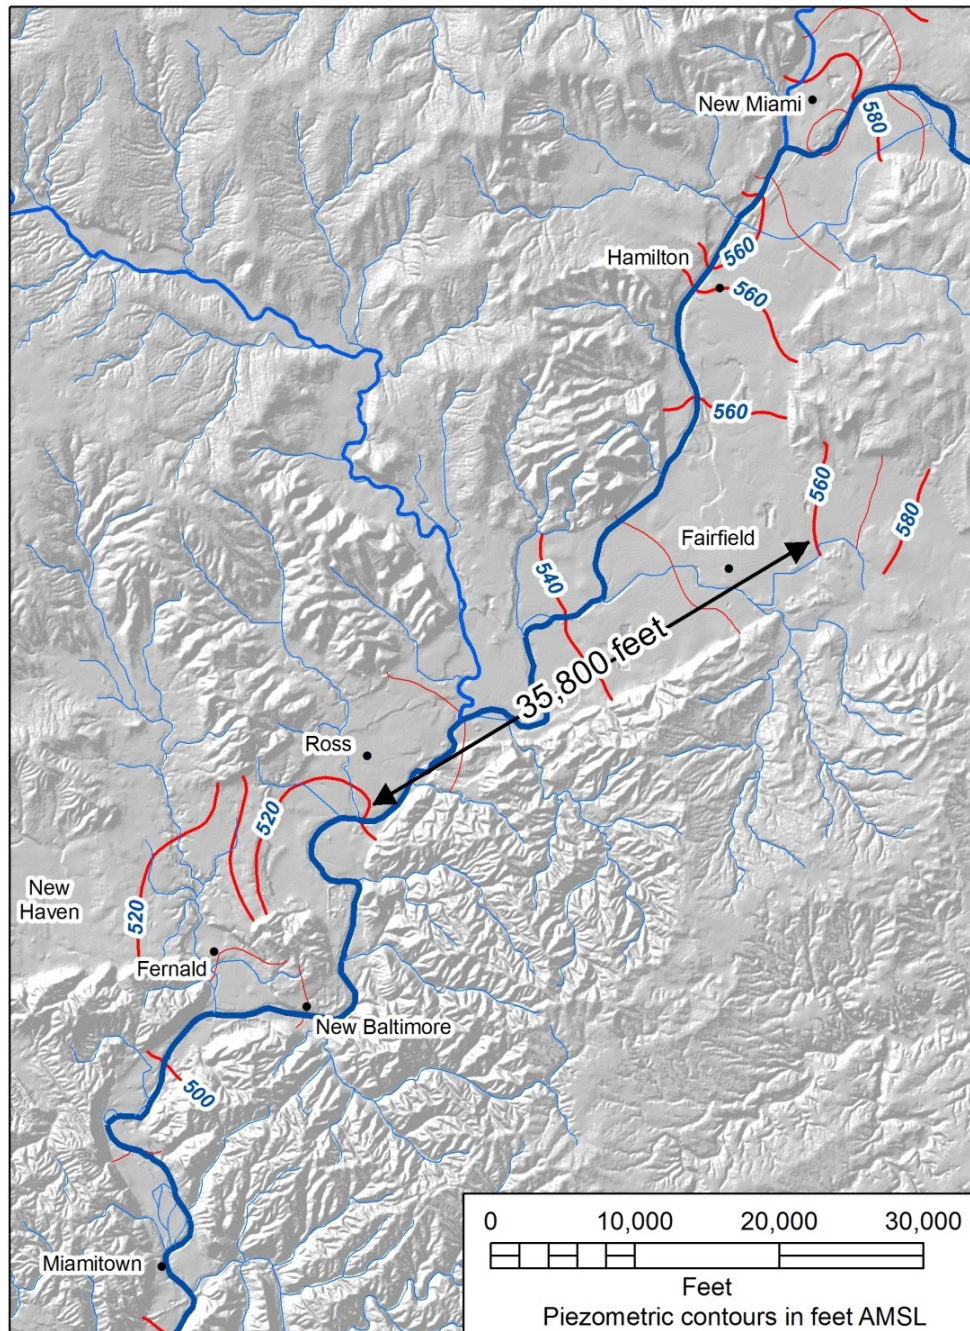 New Miami
580
Hamilton
560
560
560
560
580
Fairfield
540
35,800-feet
Ross
520
New
Haven
520
Fernald
New Baltimore
500
Miamitown
0 10,000 20,000 30,000
Feet
Piezometric contours in feet AMSL